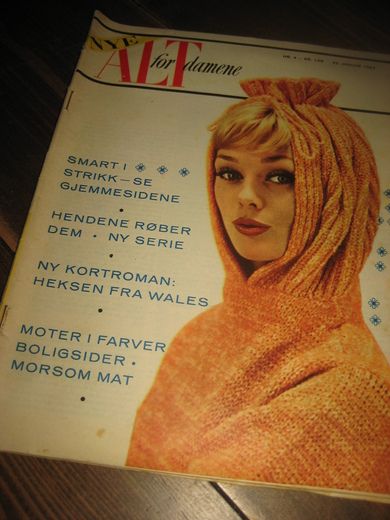 NYE
ALT for damene
SMART I
STRIKK – SE
GJEMMESIDENE
HENDENE RØBER
DEM • NY SERIE
NY KORTROMAN:
HEKSEN FRA WALES
MOTER I FARVER
BOLIGSIDER •
MORSOM MAT